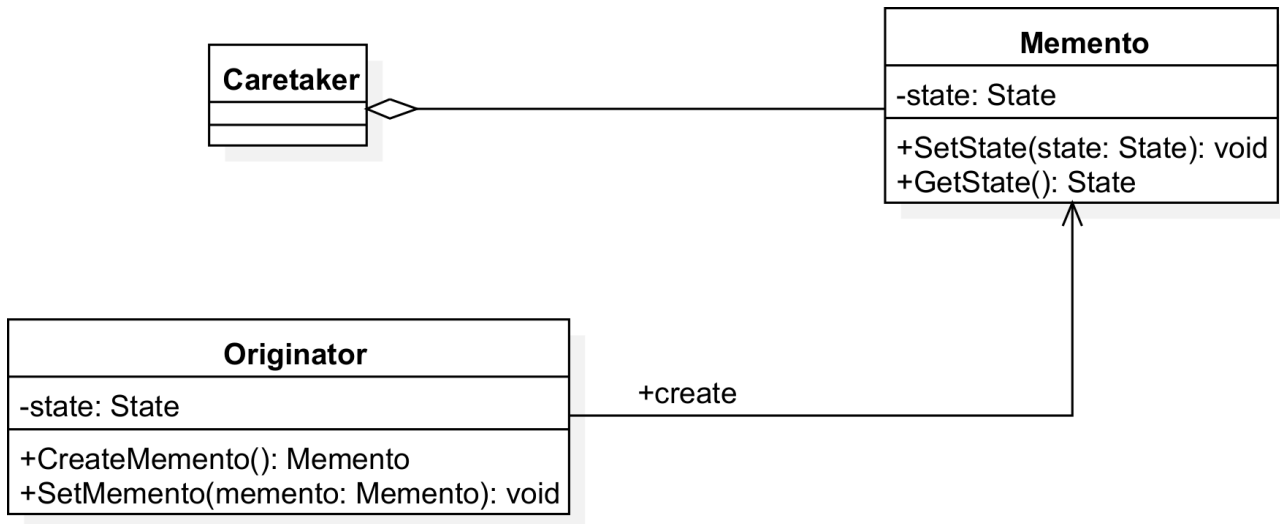 Caretaker
Memento
-state: State
+SetState(state: State): void
+GetState(): State
Originator
-state: State
+CreateMemento(): Memento
+SetMemento(memento: Memento): void
+create